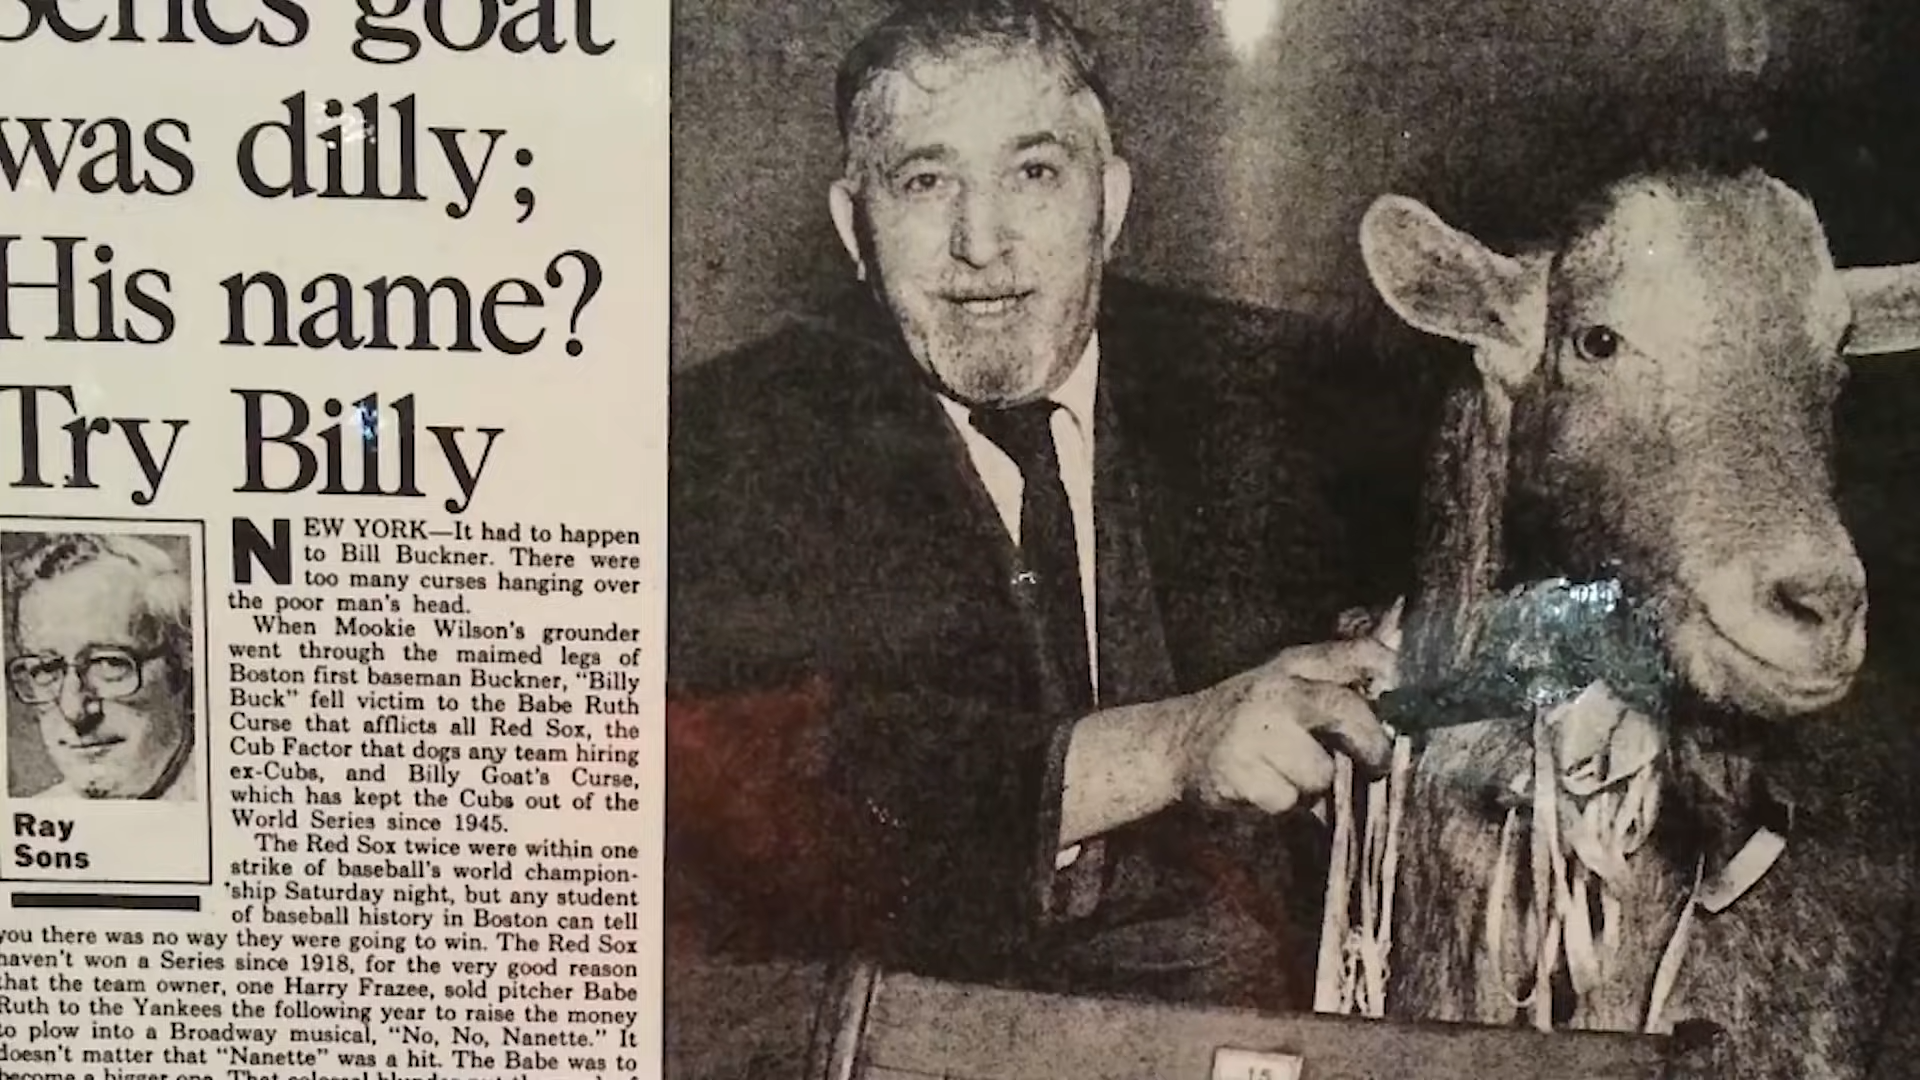 Series goat
was dilly;
His name?
Try Billy
Ray
Sons
NEW YORK—It had to happen
to Bill Buckner. There were
too many curses hanging over
the poor man's head.
When Mookie Wilson's grounder
went through the maimed legs of
Boston first baseman Buckner, "Billy
Buck" fell victim to the Babe Ruth
Curse that afflicts all Red Sox, the
Cub Factor that dogs any team hiring
ex-Cubs, and Billy Goat's Curse,
which has kept the Cubs out of the
World Series since 1945.
The Red Sox twice were within one
strike of baseball's world champion-
ship Saturday night, but any student
of baseball history in Boston can tell
you there was no way they were going to win. The Red Sox
haven't won a Series since 1918, for the very good reason
that the team owner, one Harry Frazee, sold pitcher Babe
Ruth to the Yankees the following year to raise the money
to plow into a Broadway musical, "No, No, Nanette." It
doesn't matter that "Nanette" was a hit. The Babe was to
become a bigger one. That colossal blunder
15